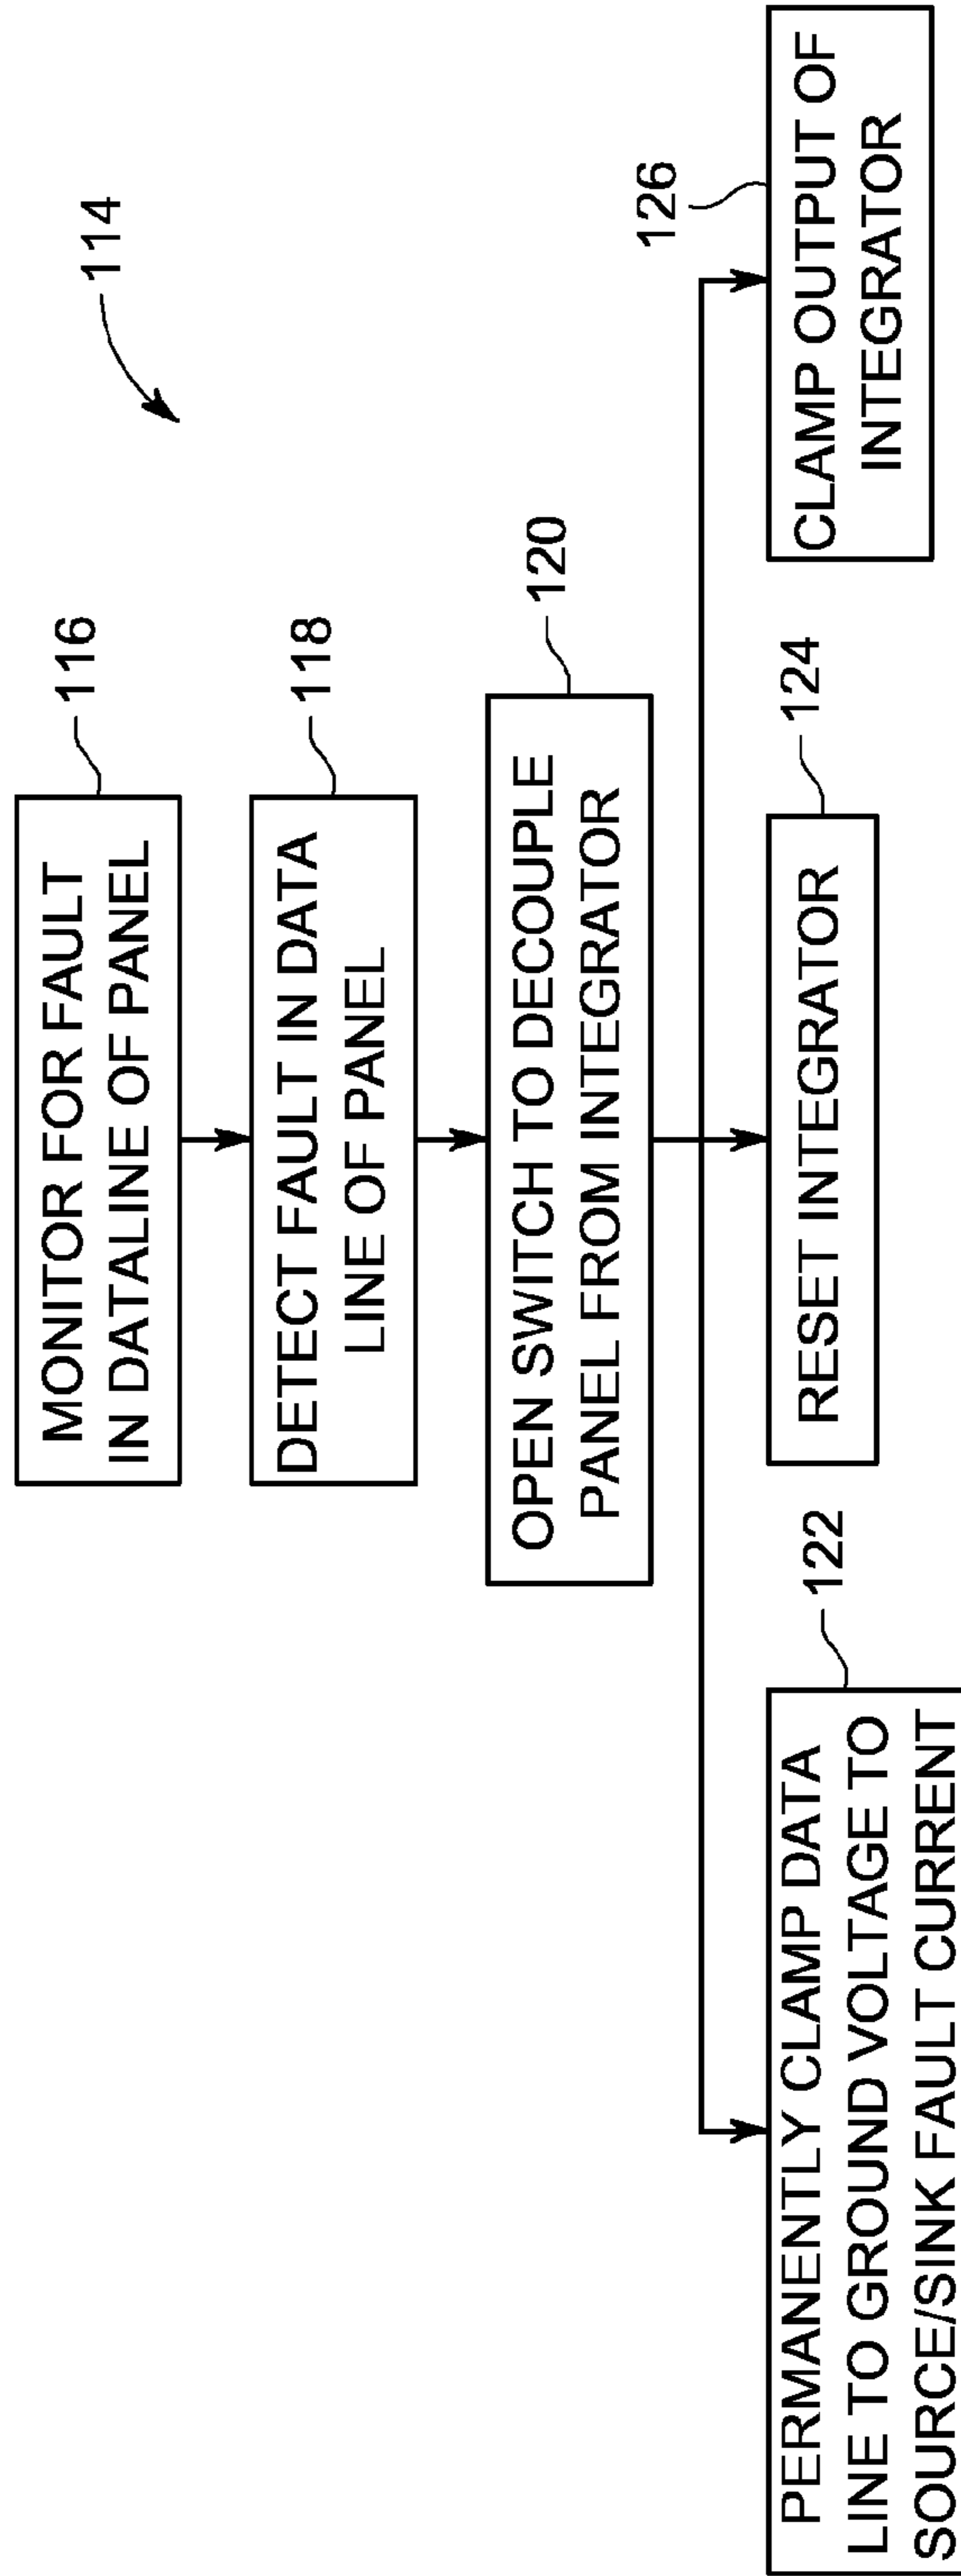 114
MONITOR FOR FAULT
IN DATALINE OF PANEL
116
DETECT FAULT IN DATA
LINE OF PANEL
118
OPEN SWITCH TO DECOUPLE
PANEL FROM INTEGRATOR
120
PERMANENTLY CLAMP DATA
LINE TO GROUND VOLTAGE TO
SOURCE/SINK FAULT CURRENT
122
RESET INTEGRATOR
124
CLAMP OUTPUT OF
INTEGRATOR
126